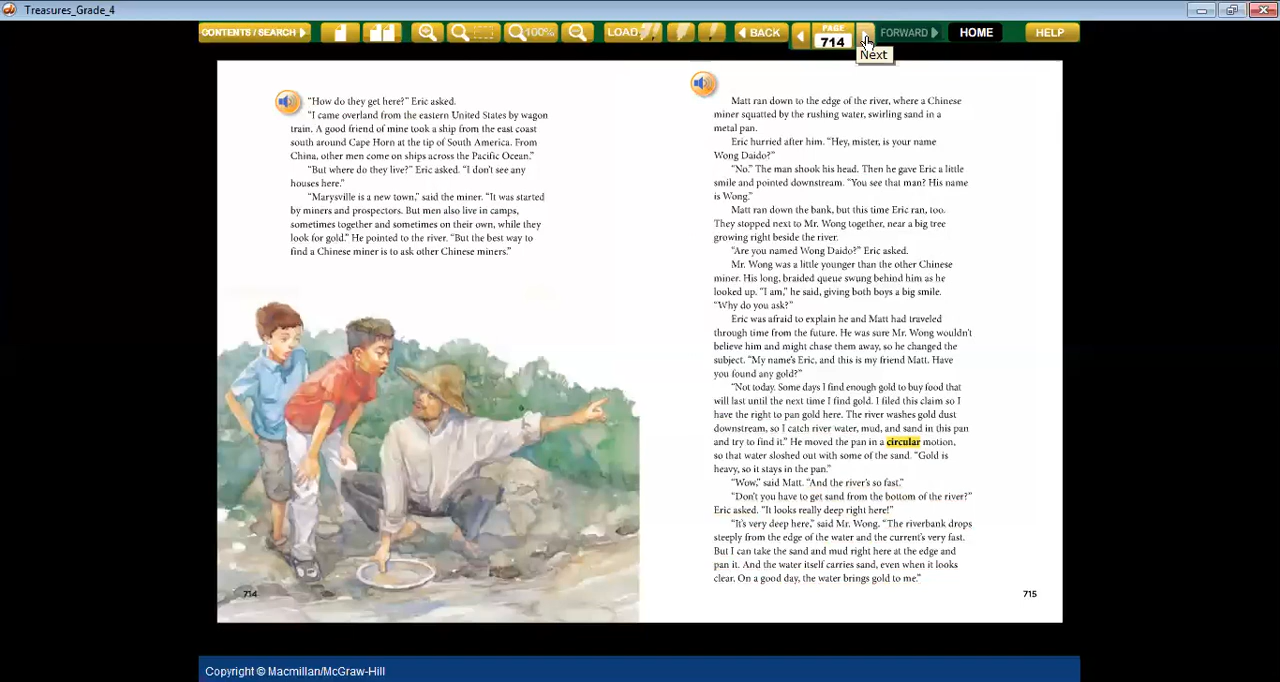 Treasures_Grade_4
CONTENTS / SEARCH
100%
LOAD
BACK
PAGE
714
FORWARD
HOME
HELP
Next
“How do they get here?” Eric asked.
“I came overland from the eastern United States by wagon
train. A good friend of mine took a ship from the east coast
south around Cape Horn at the tip of South America. From
China, other men come on ships across the Pacific Ocean.”
“But where do they live?” Eric asked. “I don’t see any
houses here.”
“Marysville is a new town,” said the miner. “It was started
by miners and prospectors. But men also live in camps,
sometimes together and sometimes on their own, while they
look for gold.” He pointed to the river. “But the best way to
find a Chinese miner is to ask other Chinese miners.”
714
Matt ran down to the edge of the river, where a Chinese
miner squatted by the rushing water, swirling sand in a
metal pan.
Eric hurried after him. “Hey, mister, is your name
Wong Daido?”
“No.” The man shook his head. Then he gave Eric a little
smile and pointed downstream. “You see that man? His name
is Wong.”
Matt ran down the bank, but this time Eric ran, too.
They stopped next to Mr. Wong together, near a big tree
growing right beside the river.
“Are you named Wong Daido?” Eric asked.
Mr. Wong was a little younger than the other Chinese
miner. His long, braided queue swung behind him as he
looked up. “I am,” he said, giving both boys a big smile.
“Why do you ask?”
Eric was afraid to explain he and Matt had traveled
through time from the future. He was sure Mr. Wong wouldn’t
believe him and might chase them away, so he changed the
subject. “My name’s Eric, and this is my friend Matt. Have
you found any gold?”
“Not today. Some days I find enough gold to buy food that
will last until the next time I find gold. I filed this claim so I
have the right to pan gold here. The river washes gold dust
downstream, so I catch river water, mud, and sand in this pan
and try to find it.” He moved the pan in a circular motion,
so that water sloshed out with some of the sand. “Gold is
heavy, so it stays in the pan.”
“Wow,” said Matt. “And the river’s so fast.”
“Don’t you have to get sand from the bottom of the river?”
Eric asked. “It looks really deep right here!”
“It’s very deep here,” said Mr. Wong. “The riverbank drops
steeply from the edge of the water and the current’s very fast.
But I can take the sand and mud right here at the edge and
pan it. And the water itself carries sand, even when it looks
clear. On a good day, the water brings gold to me.”
715
Copyright © Macmillan/McGraw-Hill